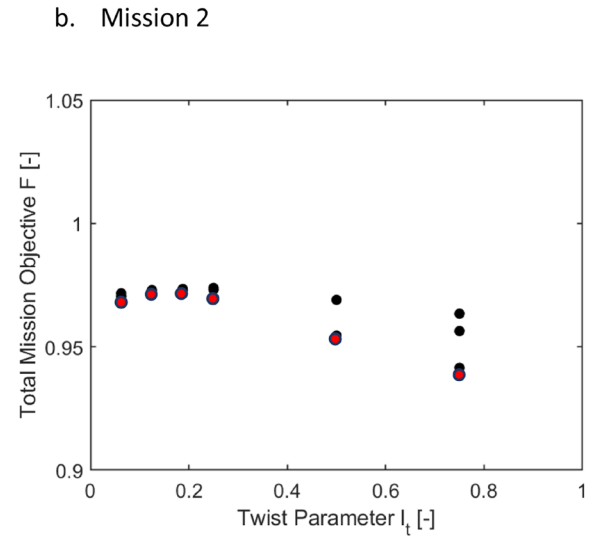 b. Mission 2
1.05
1
0.95
0.9
Total Mission Objective F [-]
0 0.2 0.4 0.6 0.8 1
Twist Parameter I_t [-]